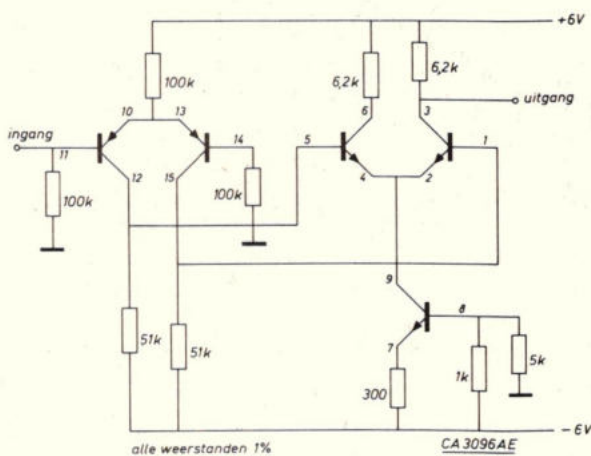 +6V
100k
6,2k
6,2k
uitgang
10
13
6
3
ingang
11
14
5
1
12
15
4
2
100k
100k
9
8
7
51k
51k
300
1k
5k
-6V
alle weerstanden 1%
CA3096AE